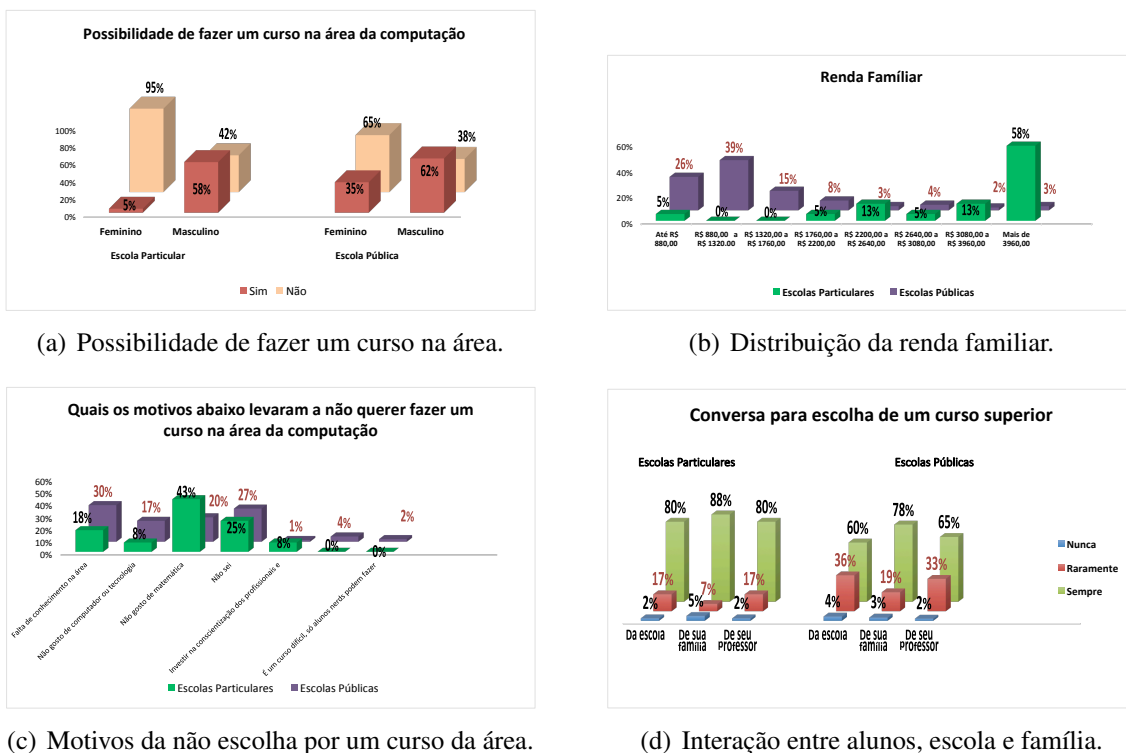 Possibilidade de fazer um curso na área da computação
95%
42%
65%
38%
100%
80%
60%
40%
20%
0%
5%
58%
35%
62%
Feminino Masculino Feminino Masculino
Escola Particular Escola Pública
Sim Não
(a) Possibilidade de fazer um curso na área.
Renda Famíliar
60%
40%
20%
0%
26% 39% 15% 8% 3% 4% 2% 3%
5% 0% 0% 5% 13% 5% 13% 58%
Até R$ R$ 880,00 a R$ 1320,00 a R$ 1760,00 a R$ 2200,00 a R$ 2640,00 a R$ 3080,00 a Mais de
880,00 R$ 1320.00 R$ 1760,00 R$ 2200,00 R$ 2640,00 R$ 3080,00 R$ 3960,00 3960,00
Escolas Particulares Escolas Públicas
(b) Distribuição da renda familiar.
Quais os motivos abaixo levaram a não querer fazer um
curso na área da computação
60%
50%
40%
30%
20%
10%
0%
30% 17% 20% 27% 1% 4% 2%
18% 8% 43% 25% 8% 0% 0%
Falta de conhecimento na área
Não gosto de computador ou tecnologia
Não gosto de matemática
Não sei
Investir na conscientização dos profissionais e
É um curso difícil, só alunos nerds podem fazer
Escolas Particulares Escolas Públicas
(c) Motivos da não escolha por um curso da área.
Conversa para escolha de um curso superior
Escolas Particulares Escolas Públicas
80% 88% 80% 60% 78% 65%
17% 7% 17% 36% 19% 33%
2% 5% 2% 4% 3% 2%
Da escola De sua De seu Da escola De sua De seu
família Professor família Professor
Nunca
Raramente
Sempre
(d) Interação entre alunos, escola e família.